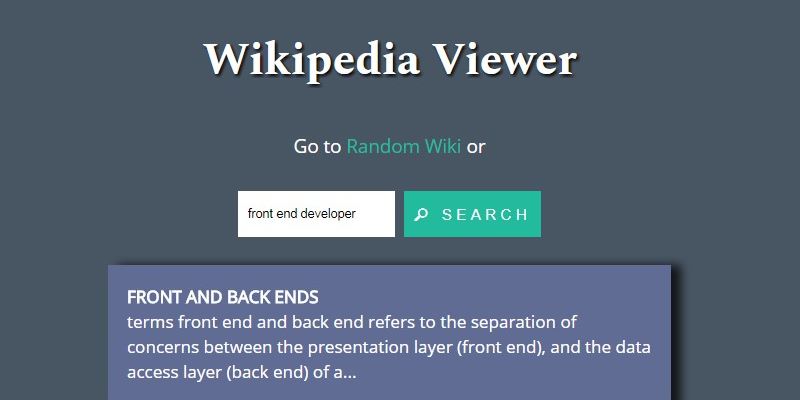 Wikipedia Viewer
Go to Random Wiki or
front end developer
SEARCH
FRONT AND BACK ENDS
terms front end and back end refers to the separation of
concerns between the presentation layer (front end), and the data
access layer (back end) of a...